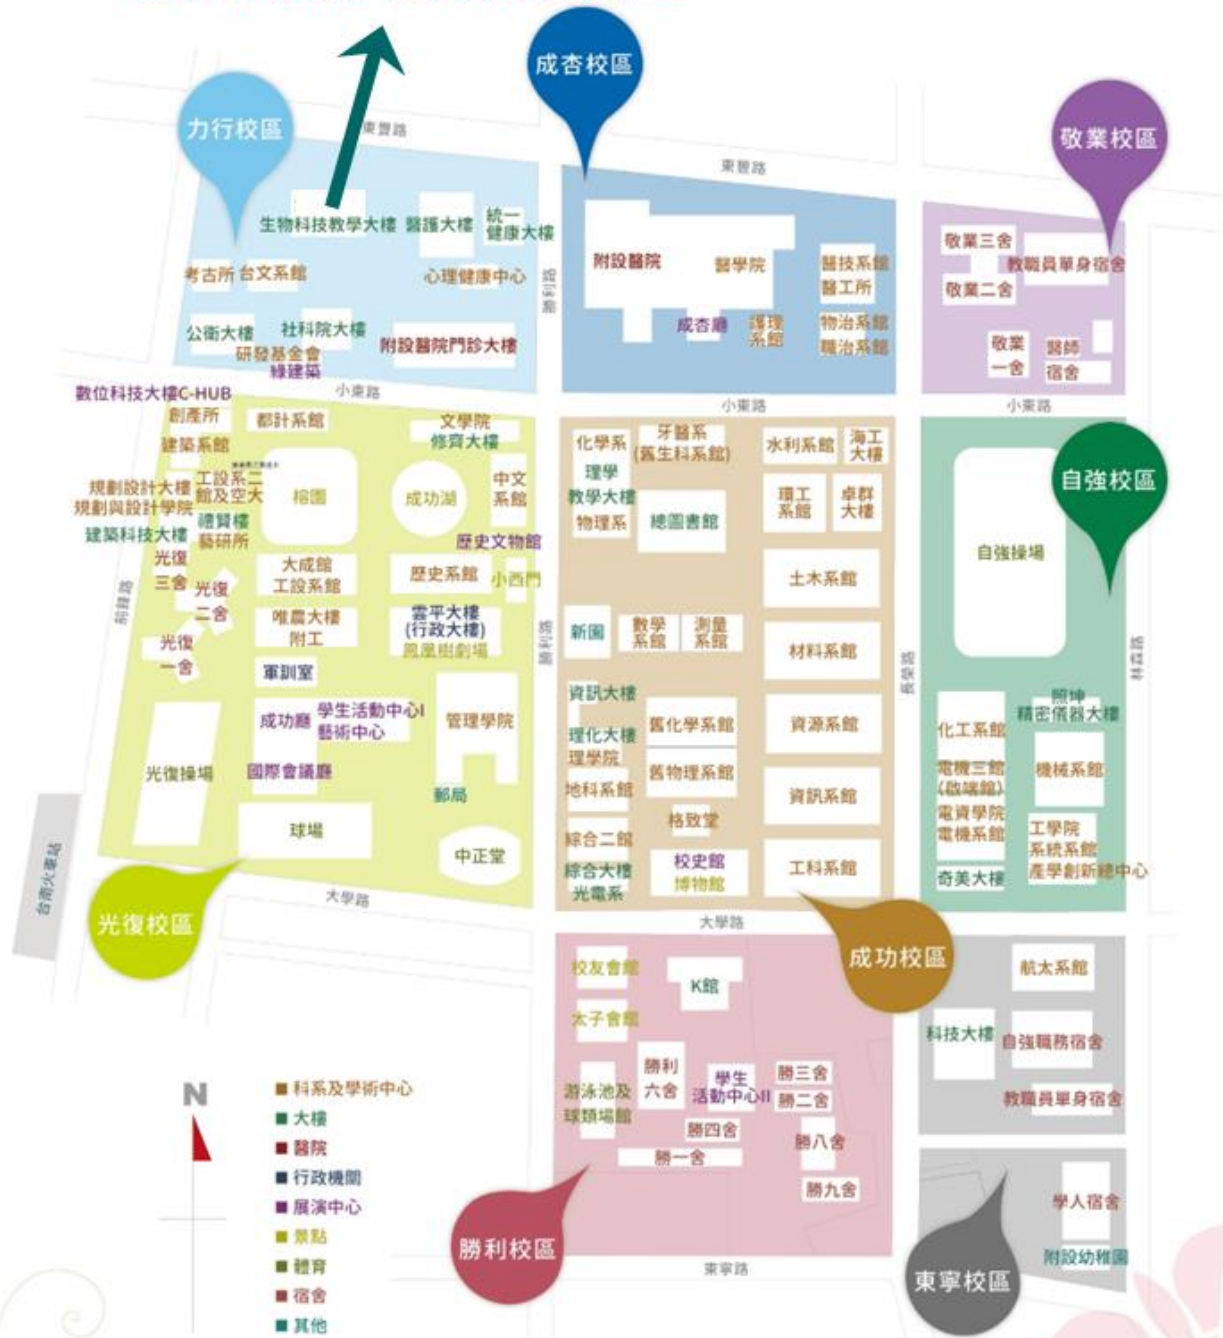 成杏校區
力行校區
敬業校區
東豐路
東豐路
生物科技教學大樓
醫護大樓
統一
健康大樓
考古所
台文系館
心理健康中心
公衛大樓
社科院大樓
研發基金會
綠建築
附設醫院門診大樓
勝利路
附設醫院
醫學院
醫技系館
醫工所
成杏廳
護理
系館
物治系館
職治系館
敬業三舍
教職員單身宿舍
敬業二舍
敬業
一舍
醫師
宿舍
小東路
小東路
小東路
數位科技大樓C-HUB
創產所
都計系館
文學院
修齊大樓
建築系館
工設系二
館及空大
榕園
成功湖
中文
系館
規劃設計大樓
規劃與設計學院
禮賢樓
藝研所
建築科技大樓
歷史文物館
光復
三舍
大成館
工設系館
歷史系館
小西門
光復
二舍
唯農大樓
附工
雲平大樓
(行政大樓)
鳳凰樹劇場
前鋒路
光復
一舍
軍訓室
成功廳
學生活動中心I
藝術中心
管理學院
光復操場
國際會議廳
郵局
球場
中正堂
台南火車站
光復校區
大學路
勝利路
化學系
牙醫系
(舊生科系館)
水利系館
海工
大樓
理學
教學大樓
物理系
總圖書館
環工
系館
卓群
大樓
土木系館
新園
數學
系館
測量
系館
材料系館
資訊大樓
舊化學系館
資源系館
理化大樓
理學院
舊物理系館
地科系館
資訊系館
格致堂
綜合二館
校史館
博物館
工科系館
綜合大樓
光電系
大學路
成功校區
長榮路
自強校區
自強操場
林森路
照坤
精密儀器大樓
化工系館
電機三館
(啟端館)
機械系館
電資學院
電機系館
工學院
系統系館
產學創新總中心
奇美大樓
校友會館
K館
太子會館
勝利
六舍
學生
活動中心II
勝三舍
勝二舍
游泳池及
球類場館
勝四舍
勝八舍
勝一舍
勝九舍
勝利校區
東寧路
航太系館
科技大樓
自強職務宿舍
教職員單身宿舍
學人宿舍
附設幼稚園
東寧校區
N
科系及學術中心
大樓
醫院
行政機關
展演中心
景點
體育
宿舍
其他